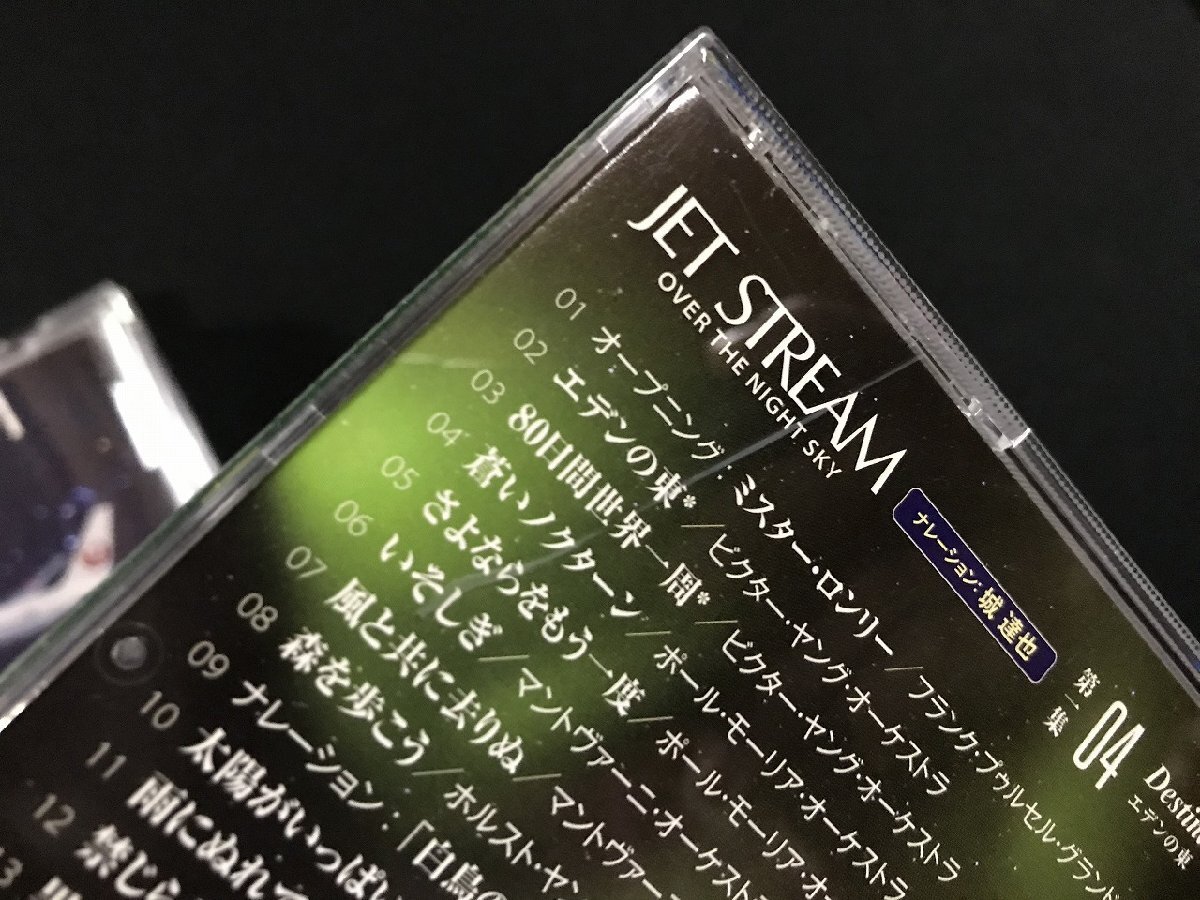 JET STREAM
OVER THE NIGHT SKY
ナレーション:城 達也
第一集
04
エデンの東
01 オープニング:ミスター・ロンリー/フランク・プゥルセル・グランド
02 エデンの東*/ビクター・ヤング・オーケストラ
03 80日間世界一周*/ビクター・ヤング・オーケストラ
04 蒼いノクターン/ポール・モーリア・オーケストラ
05 さよならをもう一度/ポール・モーリア・オー
06 いそしぎ/マントヴァーニ・オーケスト
07 風と共に去りぬ/マントヴァー
08 森を歩こう/ホルスト・ヤン
09 ナレーション:「白鳥の
10 太陽がいっぱい
11 雨にぬれて
12 禁じら
13